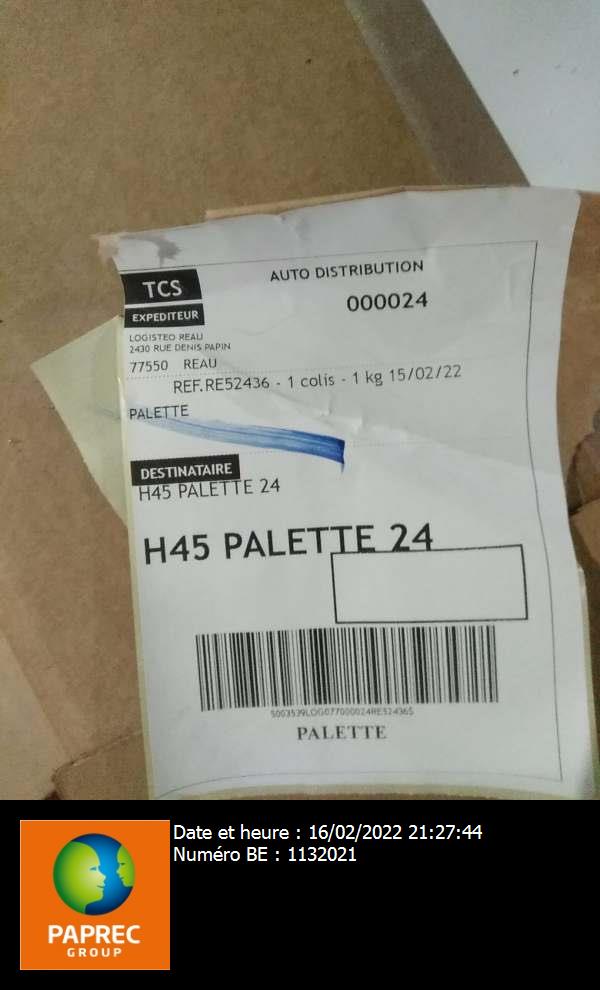 TCS
AUTO DISTRIBUTION
EXPEDITEUR
000024
LOGISTEO REAU
2430 RUE DENIS PAPIN
77550 REAU
REF.RE52436 - 1 colis - 1 kg 15/02/22
PALETTE
DESTINATAIRE
H45 PALETTE 24
H45 PALETTE 24
S003539LOG077000024RE52436S
PALETTE
Date et heure : 16/02/2022 21:27:44
Numéro BE : 1132021
PAPREC
GROUP